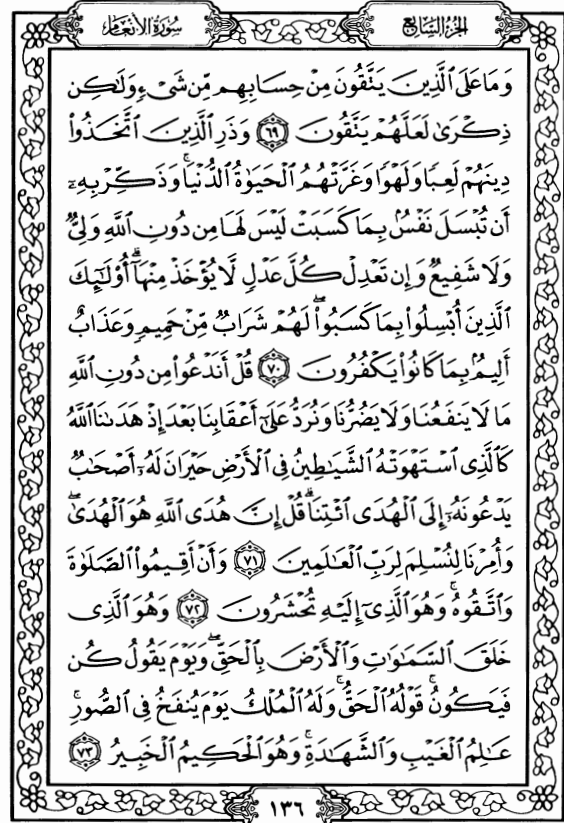 الجزء السابع
سورة الأنعام
وَمَا عَلَى ٱلَّذِينَ يَتَّقُونَ مِنْ حِسَابِهِم مِّن شَىْءٍ وَلَٰكِن
ذِكْرَىٰ لَعَلَّهُمْ يَتَّقُونَ ٦٩ وَذَرِ ٱلَّذِينَ ٱتَّخَذُوا۟
دِينَهُمْ لَعِبًا وَلَهْوًا وَغَرَّتْهُمُ ٱلْحَيَوٰةُ ٱلدُّنْيَا ۚ وَذَكِّرْ بِهِۦٓ
أَن تُبْسَلَ نَفْسٌۢ بِمَا كَسَبَتْ لَيْسَ لَهَا مِن دُونِ ٱللَّهِ وَلِىٌّ
وَلَا شَفِيعٌ وَإِن تَعْدِلْ كُلَّ عَدْلٍ لَّا يُؤْخَذْ مِنْهَآ ۗ أُو۟لَٰٓئِكَ
ٱلَّذِينَ أُبْسِلُوا۟ بِمَا كَسَبُوا۟ ۖ لَهُمْ شَرَابٌ مِّنْ حَمِيمٍ وَعَذَابٌ
أَلِيمٌۢ بِمَا كَانُوا۟ يَكْفُرُونَ ٧٠ قُلْ أَنَدْعُوا۟ مِن دُونِ ٱللَّهِ
مَا لَا يَنفَعُنَا وَلَا يَضُرُّنَا وَنُرَدُّ عَلَىٰٓ أَعْقَابِنَا بَعْدَ إِذْ هَدَىٰنَا ٱللَّهُ
كَٱلَّذِى ٱسْتَهْوَتْهُ ٱلشَّيَٰطِينُ فِى ٱلْأَرْضِ حَيْرَانَ لَهُۥٓ أَصْحَٰبٌ
يَدْعُونَهُۥٓ إِلَى ٱلْهُدَى ٱئْتِنَا ۗ قُلْ إِنَّ هُدَى ٱللَّهِ هُوَ ٱلْهُدَىٰ ۖ
وَأُمِرْنَا لِنُسْلِمَ لِرَبِّ ٱلْعَٰلَمِينَ ٧١ وَأَنْ أَقِيمُوا۟ ٱلصَّلَوٰةَ
وَٱتَّقُوهُ ۚ وَهُوَ ٱلَّذِىٓ إِلَيْهِ تُحْشَرُونَ ٧٢ وَهُوَ ٱلَّذِى
خَلَقَ ٱلسَّمَٰوَٰتِ وَٱلْأَرْضَ بِٱلْحَقِّ ۖ وَيَوْمَ يَقُولُ كُن
فَيَكُونُ ۚ قَوْلُهُ ٱلْحَقُّ ۚ وَلَهُ ٱلْمُلْكُ يَوْمَ يُنفَخُ فِى ٱلصُّورِ ۚ
عَٰلِمُ ٱلْغَيْبِ وَٱلشَّهَٰدَةِ ۚ وَهُوَ ٱلْحَكِيمُ ٱلْخَبِيرُ ٧٣
١٣٦